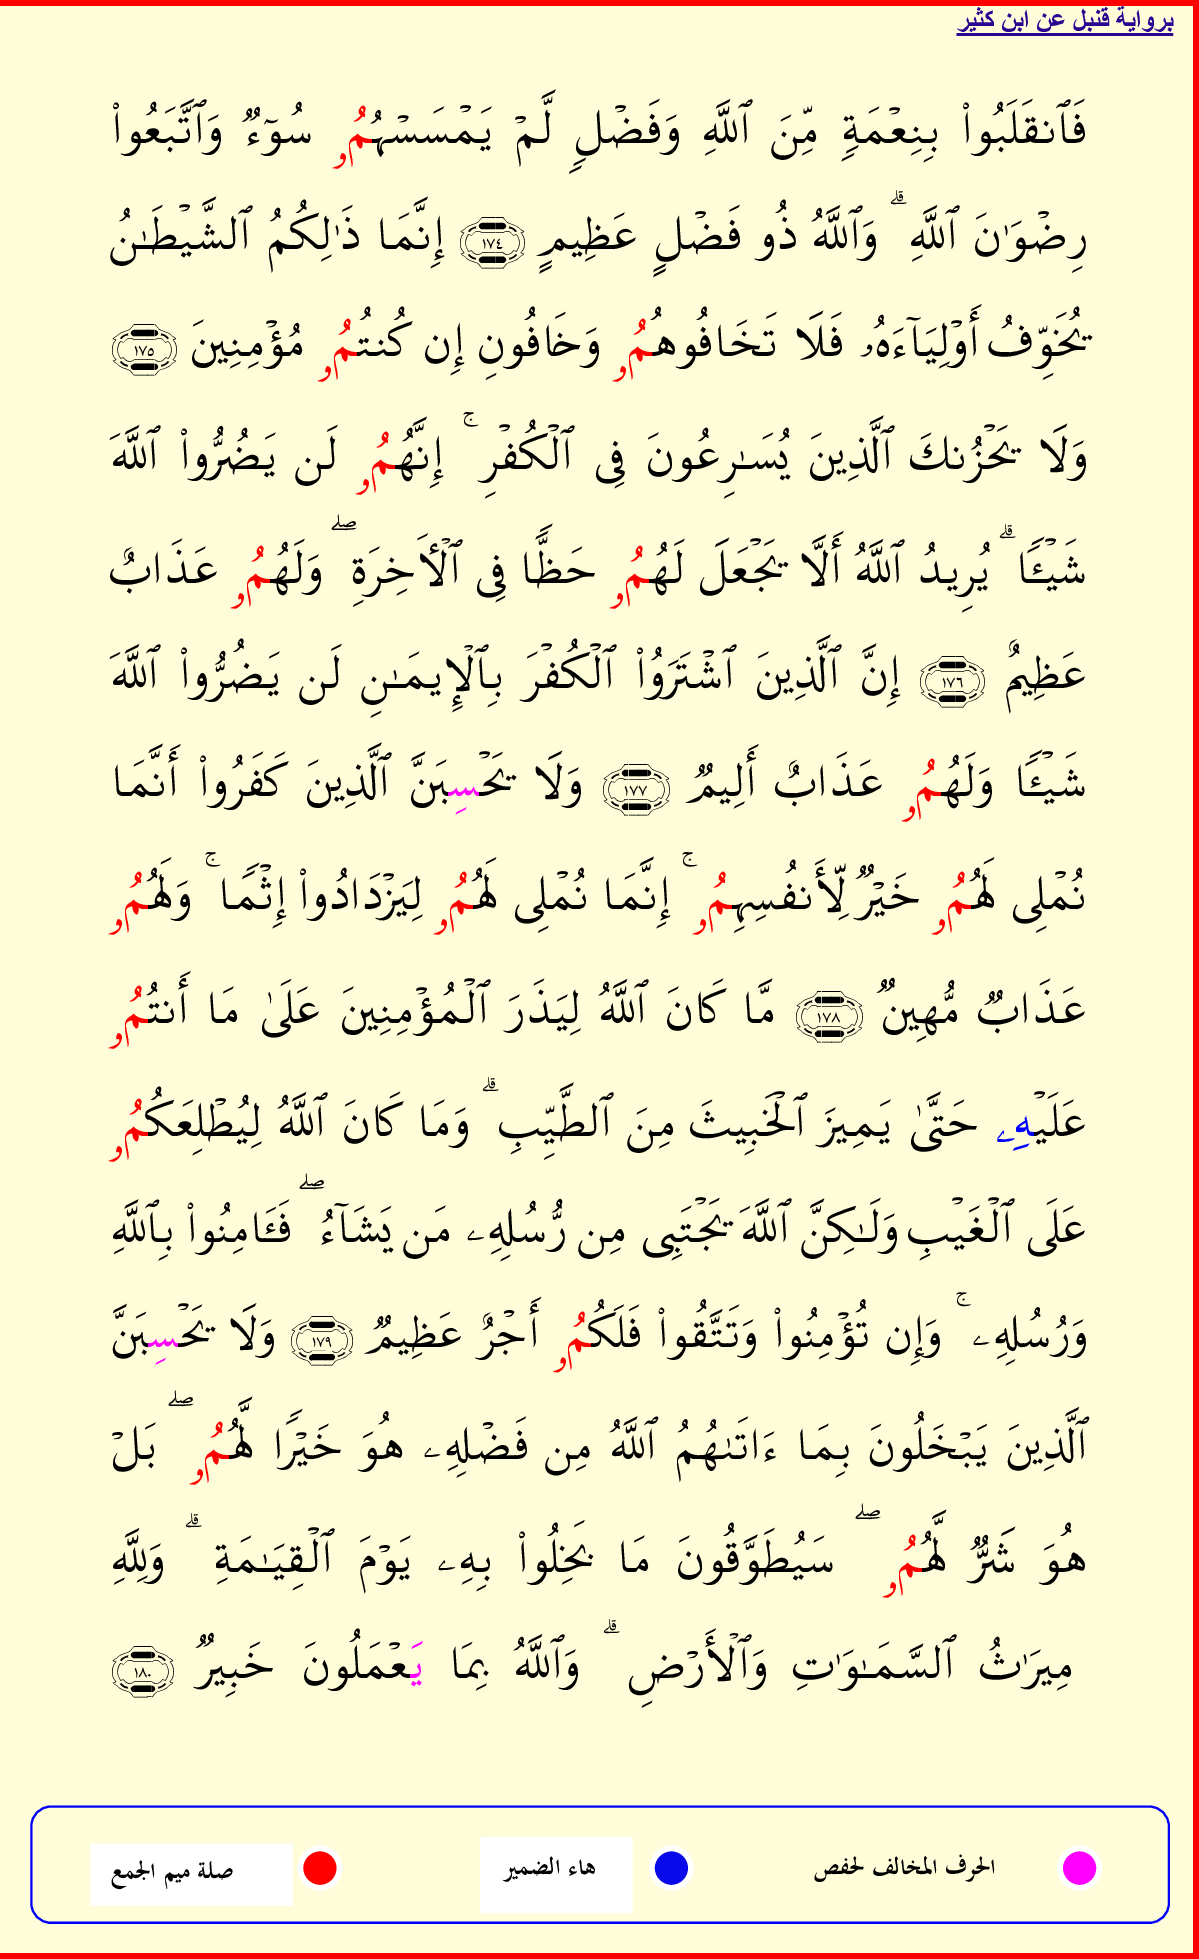 برواية قنبل عن ابن كثير
فَٱنقَلَبُوا۟ بِنِعْمَةٍ مِّنَ ٱللَّهِ وَفَضْلٍ لَّمْ يَمْسَسْهُمُۥ سُوٓءٌ وَٱتَّبَعُوا۟
رِضْوَٰنَ ٱللَّهِ ۗ وَٱللَّهُ ذُو فَضْلٍ عَظِيمٍ ١٧٤ إِنَّمَا ذَٰلِكُمُ ٱلشَّيْطَـٰنُ
يُخَوِّفُ أَوْلِيَآءَهُۥ فَلَا تَخَافُوهُمُۥ وَخَافُونِ إِن كُنتُمُۥ مُؤْمِنِينَ ١٧٥
وَلَا يَحْزُنكَ ٱلَّذِينَ يُسَـٰرِعُونَ فِى ٱلْكُفْرِ ۚ إِنَّهُمُۥ لَن يَضُرُّوا۟ ٱللَّهَ
شَيْـًٔا ۗ يُرِيدُ ٱللَّهُ أَلَّا يَجْعَلَ لَهُمُۥ حَظًّا فِى ٱلْأَخِرَةِ ۖ وَلَهُمُۥ عَذَابٌ
عَظِيمٌ ١٧٦ إِنَّ ٱلَّذِينَ ٱشْتَرَوُا۟ ٱلْكُفْرَ بِٱلْإِيمَـٰنِ لَن يَضُرُّوا۟ ٱللَّهَ
شَيْـًٔا وَلَهُمُۥ عَذَابٌ أَلِيمٌ ١٧٧ وَلَا يَحْسِبَنَّ ٱلَّذِينَ كَفَرُوا۟ أَنَّمَا
نُمْلِى لَهُمُۥ خَيْرٌ لِّأَنفُسِهِمُۥ ۚ إِنَّمَا نُمْلِى لَهُمُۥ لِيَزْدَادُوا۟ إِثْمًا ۚ وَلَهُمُۥ
عَذَابٌ مُّهِينٌ ١٧٨ مَّا كَانَ ٱللَّهُ لِيَذَرَ ٱلْمُؤْمِنِينَ عَلَىٰ مَا أَنتُمُۥ
عَلَيْهِۦ حَتَّىٰ يَمِيزَ ٱلْخَبِيثَ مِنَ ٱلطَّيِّبِ ۗ وَمَا كَانَ ٱللَّهُ لِيُطْلِعَكُمُۥ
عَلَى ٱلْغَيْبِ وَلَـٰكِنَّ ٱللَّهَ يَجْتَبِى مِن رُّسُلِهِۦ مَن يَشَآءُ ۖ فَـَٔامِنُوا۟ بِٱللَّهِ
وَرُسُلِهِۦ ۚ وَإِن تُؤْمِنُوا۟ وَتَتَّقُوا۟ فَلَكُمُۥ أَجْرٌ عَظِيمٌ ١٧٩ وَلَا يَحْسِبَنَّ
ٱلَّذِينَ يَبْخَلُونَ بِمَا ءَاتَىٰهُمُ ٱللَّهُ مِن فَضْلِهِۦ هُوَ خَيْرًا لَّهُمُۥ ۖ بَلْ
هُوَ شَرٌّ لَّهُمُۥ ۖ سَيُطَوَّقُونَ مَا بَخِلُوا۟ بِهِۦ يَوْمَ ٱلْقِيَـٰمَةِ ۗ وَلِلَّهِ
مِيرَٰثُ ٱلسَّمَـٰوَٰتِ وَٱلْأَرْضِ ۗ وَٱللَّهُ بِمَا يَعْمَلُونَ خَبِيرٌ ١٨٠
الحرف المخالف لحفص هاء الضمير صلة ميم الجمع